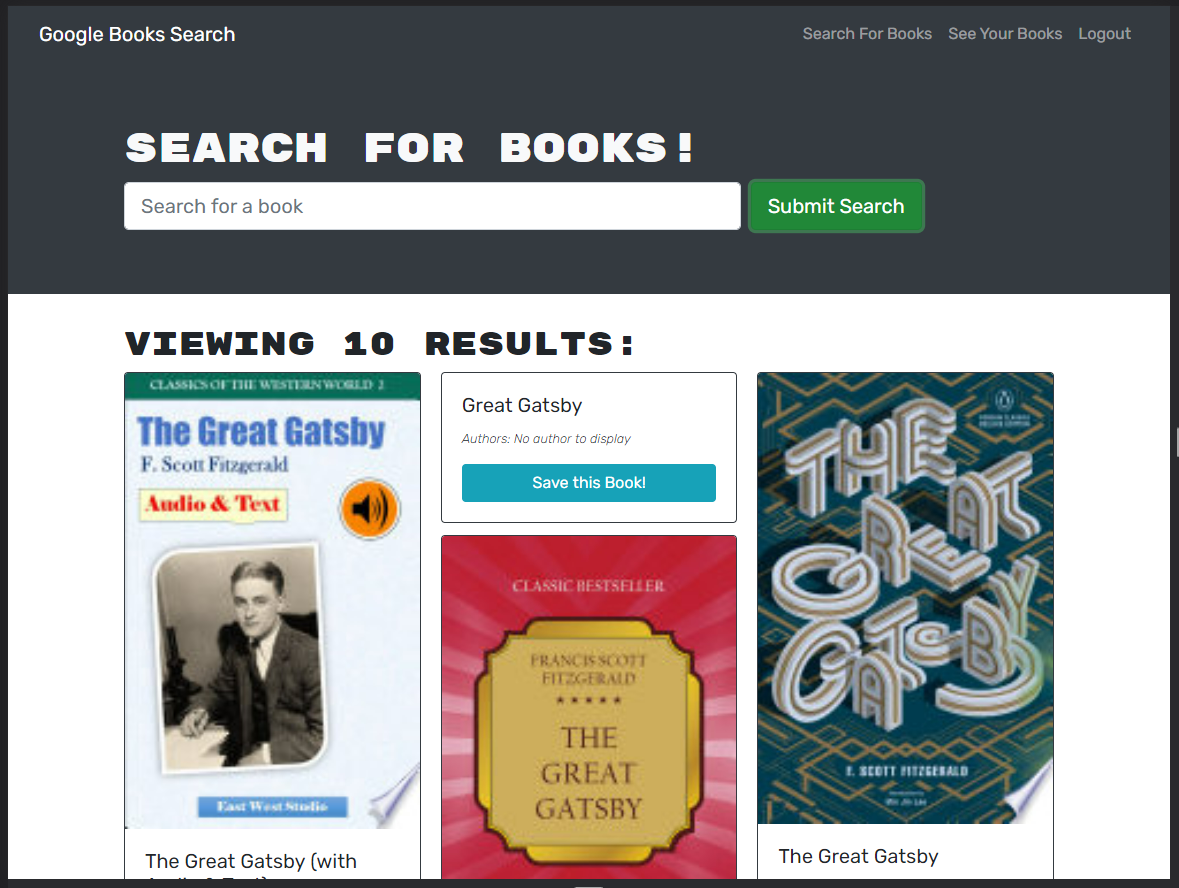 Google Books Search
Search For Books
See Your Books
Logout
SEARCH FOR BOOKS!
Search for a book
Submit Search
VIEWING 10 RESULTS:
CLASSICS OF THE WESTERN WORLD 2
The Great Gatsby
F. Scott Fitzgerald
Audio & Text
East West Studio
The Great Gatsby (with
Great Gatsby
Authors: No author to display
Save this Book!
CLASSIC BESTSELLER
FRANCIS SCOTT
FITZGERALD
THE
GREAT
GATSBY
THE
GREAT
GATSBY
F. SCOTT FITZGERALD
Min Jin Lee
The Great Gatsby